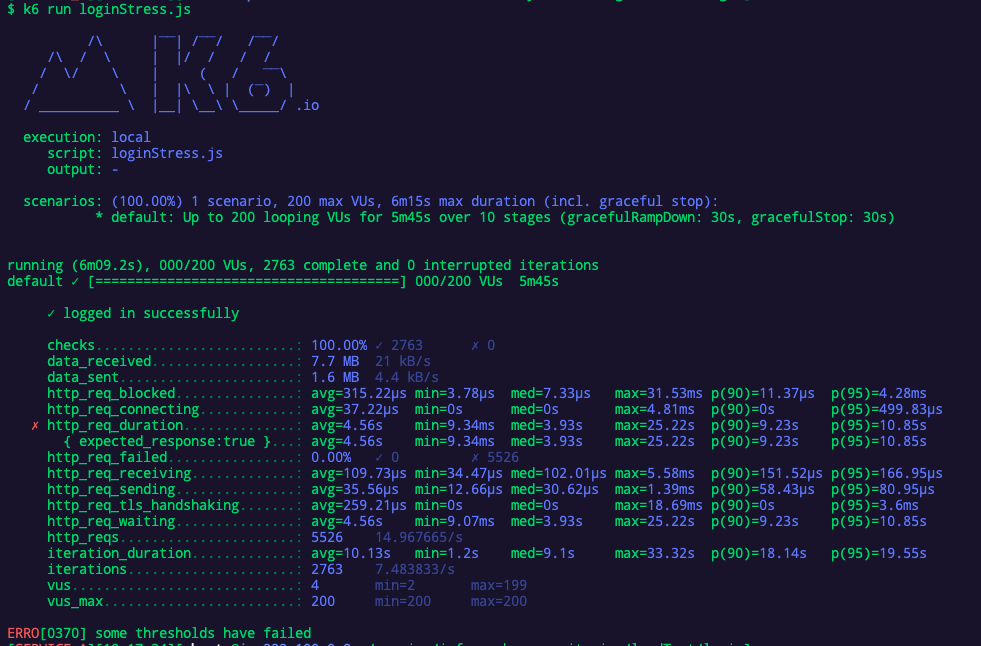 $ k6 run loginStress.js
.io
execution: local
script: loginStress.js
output: -
scenarios: (100.00%) 1 scenario, 200 max VUs, 6m15s max duration (incl. graceful stop):
* default: Up to 200 looping VUs for 5m45s over 10 stages (gracefulRampDown: 30s, gracefulStop: 30s)
running (6m09.2s), 000/200 VUs, 2763 complete and 0 interrupted iterations
default ✓ [======================================] 000/200 VUs  5m45s
✓ logged in successfully
checks.........................: 100.00% ✓ 2763      ✗ 0
data_received..................: 7.7 MB  21 kB/s
data_sent......................: 1.6 MB  4.4 kB/s
http_req_blocked...............: avg=315.22µs min=3.78µs  med=7.33µs   max=31.53ms p(90)=11.37µs  p(95)=4.28ms
http_req_connecting............: avg=37.22µs  min=0s      med=0s       max=4.81ms  p(90)=0s       p(95)=499.83µs
✗ http_req_duration..............: avg=4.56s    min=9.34ms  med=3.93s    max=25.22s  p(90)=9.23s    p(95)=10.85s
{ expected_response:true }...: avg=4.56s    min=9.34ms  med=3.93s    max=25.22s  p(90)=9.23s    p(95)=10.85s
http_req_failed................: 0.00%   ✓ 0         ✗ 5526
http_req_receiving.............: avg=109.73µs min=34.47µs med=102.01µs max=5.58ms  p(90)=151.52µs p(95)=166.95µs
http_req_sending...............: avg=35.56µs  min=12.66µs med=30.62µs  max=1.39ms  p(90)=58.43µs  p(95)=80.95µs
http_req_tls_handshaking.......: avg=259.21µs min=0s      med=0s       max=18.69ms p(90)=0s       p(95)=3.6ms
http_req_waiting...............: avg=4.56s    min=9.07ms  med=3.93s    max=25.22s  p(90)=9.23s    p(95)=10.85s
http_reqs......................: 5526    14.967665/s
iteration_duration.............: avg=10.13s   min=1.2s    med=9.1s     max=33.32s  p(90)=18.14s   p(95)=19.55s
iterations.....................: 2763    7.483833/s
vus............................: 4       min=2       max=199
vus_max........................: 200     min=200     max=200
ERRO[0370] some thresholds have failed